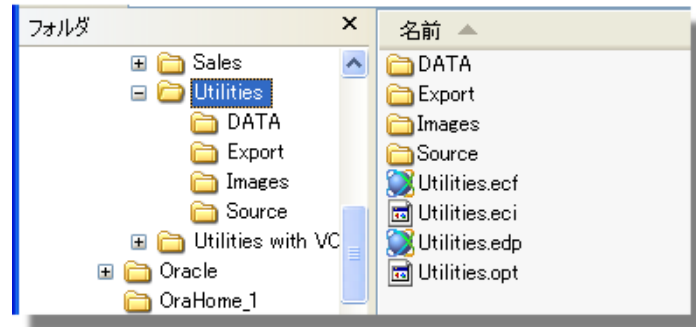 フォルダ
Sales
Utilities
DATA
Export
Images
Source
Utilities with VC
Oracle
OraHome_1
名前
DATA
Export
Images
Source
Utilities.ecf
Utilities.eci
Utilities.edp
Utilities.opt